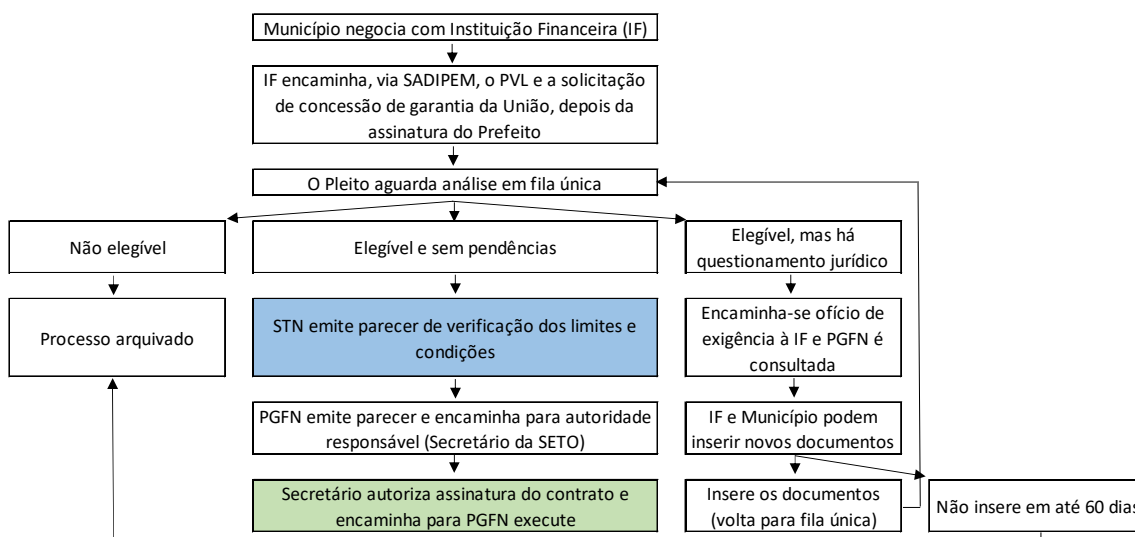 Município negocia com Instituição Financeira (IF)
IF encaminha, via SADIPEM, o PVL e a solicitação
de concessão de garantia da União, depois da
assinatura do Prefeito
O Pleito aguarda análise em fila única
Não elegível
Elegível e sem pendências
Elegível, mas há
questionamento jurídico
Processo arquivado
STN emite parecer de verificação dos limites e
condições
Encaminha-se ofício de
exigência à IF e PGFN é
consultada
PGFN emite parecer e encaminha para autoridade
responsável (Secretário da SETO)
IF e Município podem
inserir novos documentos
Secretário autoriza assinatura do contrato e
encaminha para PGFN execute
Insere os documentos
(volta para fila única)
Não insere em até 60 dias